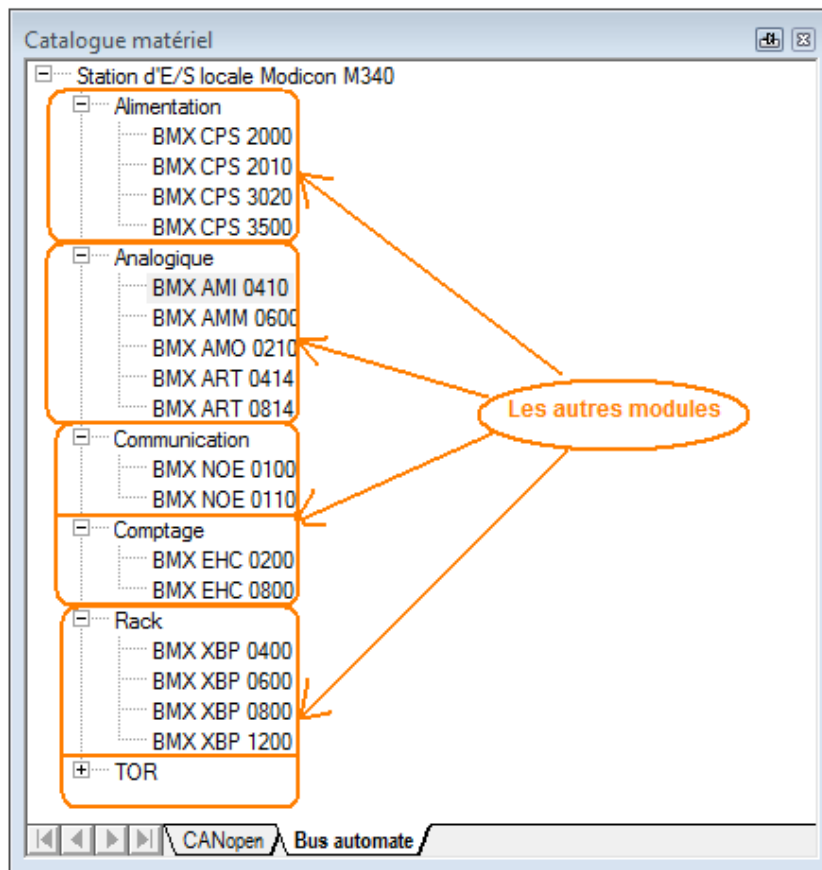 Catalogue matériel
Station d'E/S locale Modicon M340
Alimentation
BMX CPS 2000
BMX CPS 2010
BMX CPS 3020
BMX CPS 3500
Analogique
BMX AMI 0410
BMX AMM 0600
BMX AMO 0210
BMX ART 0414
BMX ART 0814
Les autres modules
Communication
BMX NOE 0100
BMX NOE 0110
Comptage
BMX EHC 0200
BMX EHC 0800
Rack
BMX XBP 0400
BMX XBP 0600
BMX XBP 0800
BMX XBP 1200
TOR
CANopen Bus automate